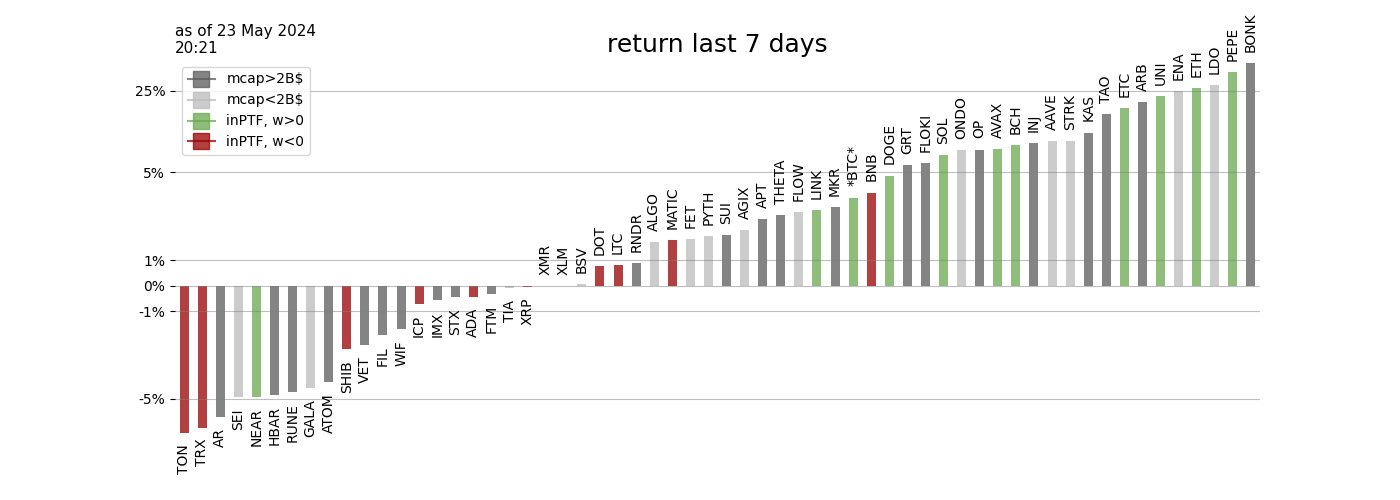 as of 23 May 2024
20:21
return last 7 days
mcap>2B$
mcap<2B$
inPTF, w>0
inPTF, w<0
25%
5%
1%
0%
-1%
-5%
TON
TRX
AR
SEI
NEAR
HBAR
RUNE
GALA
ATOM
SHIB
VET
FIL
WIF
ICP
IMX
STX
ADA
FTM
TIA
XRP
XMR
XLM
BSV
DOT
LTC
RNDR
ALGO
MATIC
FET
PYTH
SUI
AGIX
APT
THETA
FLOW
LINK
MKR
*BTC*
BNB
DOGE
GRT
FLOKI
SOL
ONDO
OP
AVAX
BCH
INJ
AAVE
STRK
KAS
TAO
ETC
ARB
UNI
ENA
ETH
LDO
PEPE
BONK